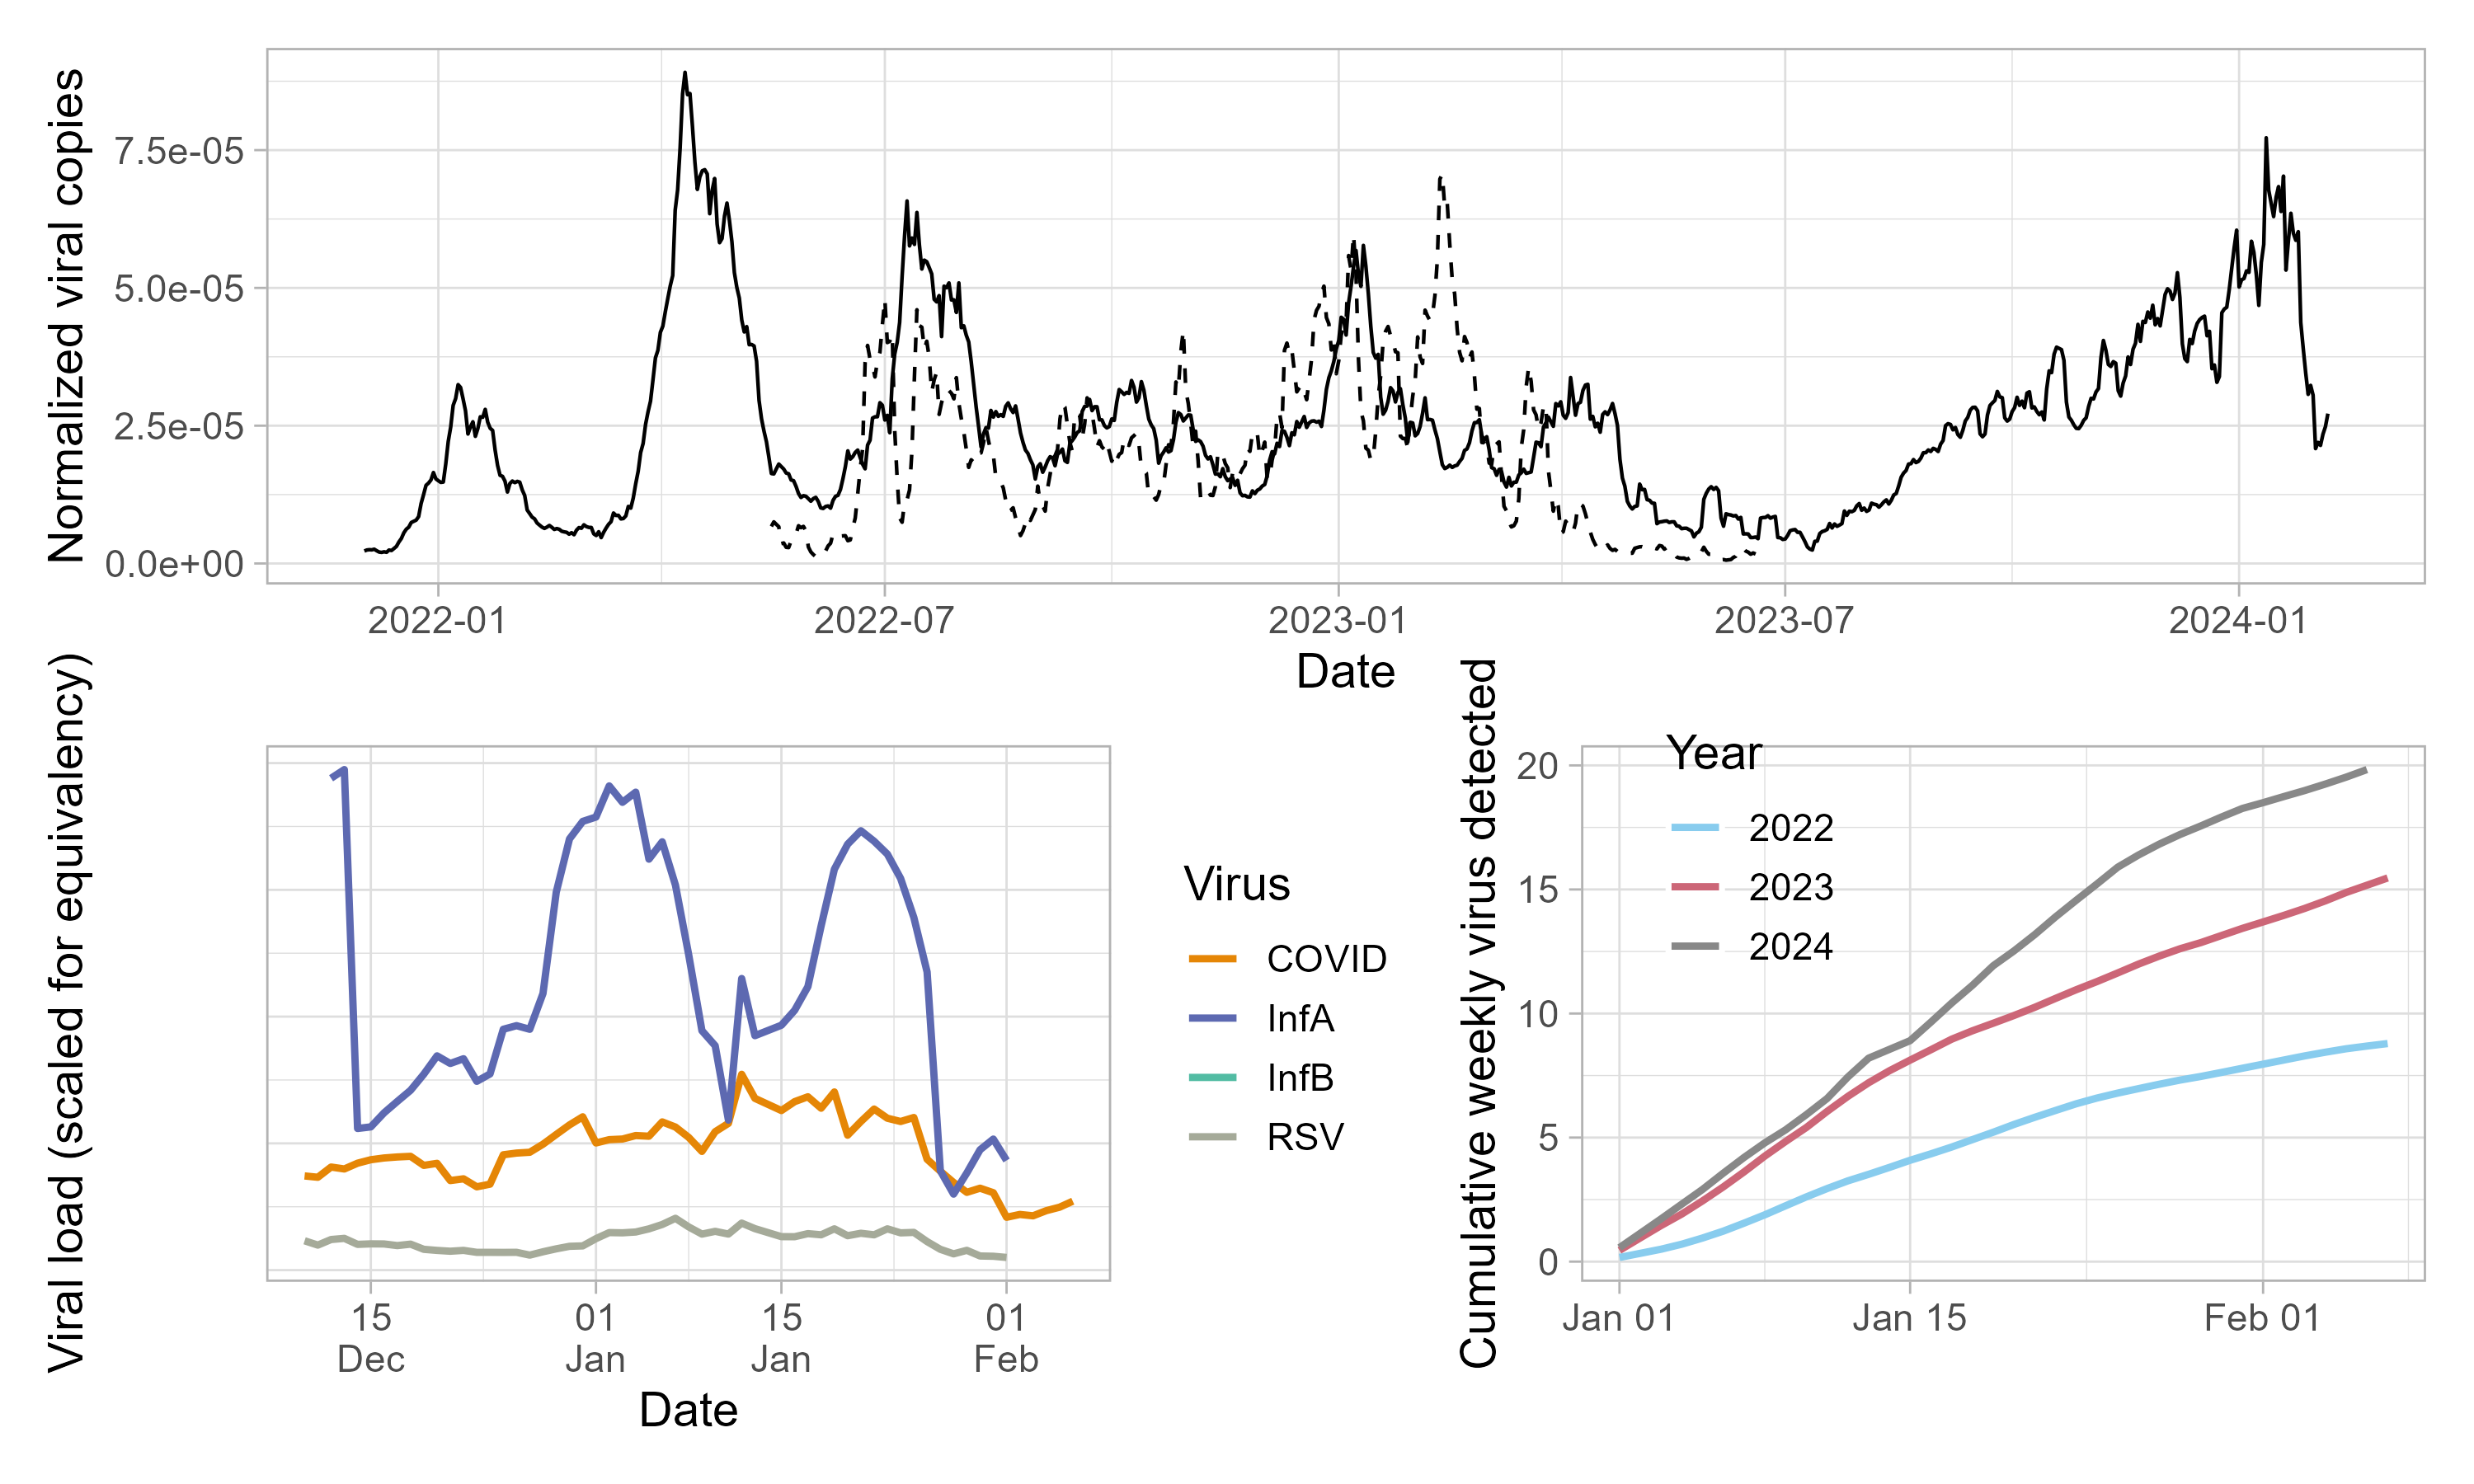 Normalized viral copies
7.5e-05
5.0e-05
2.5e-05
0.0e+00
2022-01
2022-07
2023-01
2023-07
2024-01
Date
Viral load (scaled for equivalency)
15
Dec
01
Jan
15
Jan
01
Feb
Date
Virus
COVID
InfA
InfB
RSV
Cumulative weekly virus detected
20
15
10
5
0
Year
2022
2023
2024
Jan 01
Jan 15
Feb 01